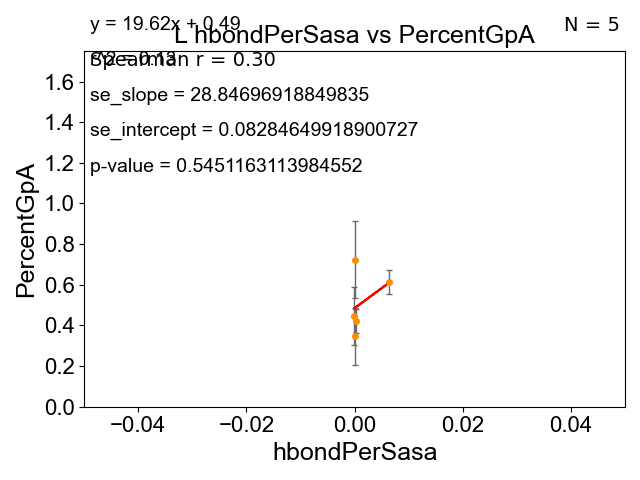 y = 19.62x + 0.49
N = 5
L hbondPerSasa vs PercentGpA
Spearman r = 0.30
se_slope = 28.84696918849835
se_intercept = 0.08284649918900727
p-value = 0.5451163113984552
PercentGpA
1.6
1.4
1.2
1.0
0.8
0.6
0.4
0.2
0.0
−0.04
−0.02
0.00
0.02
0.04
hbondPerSasa